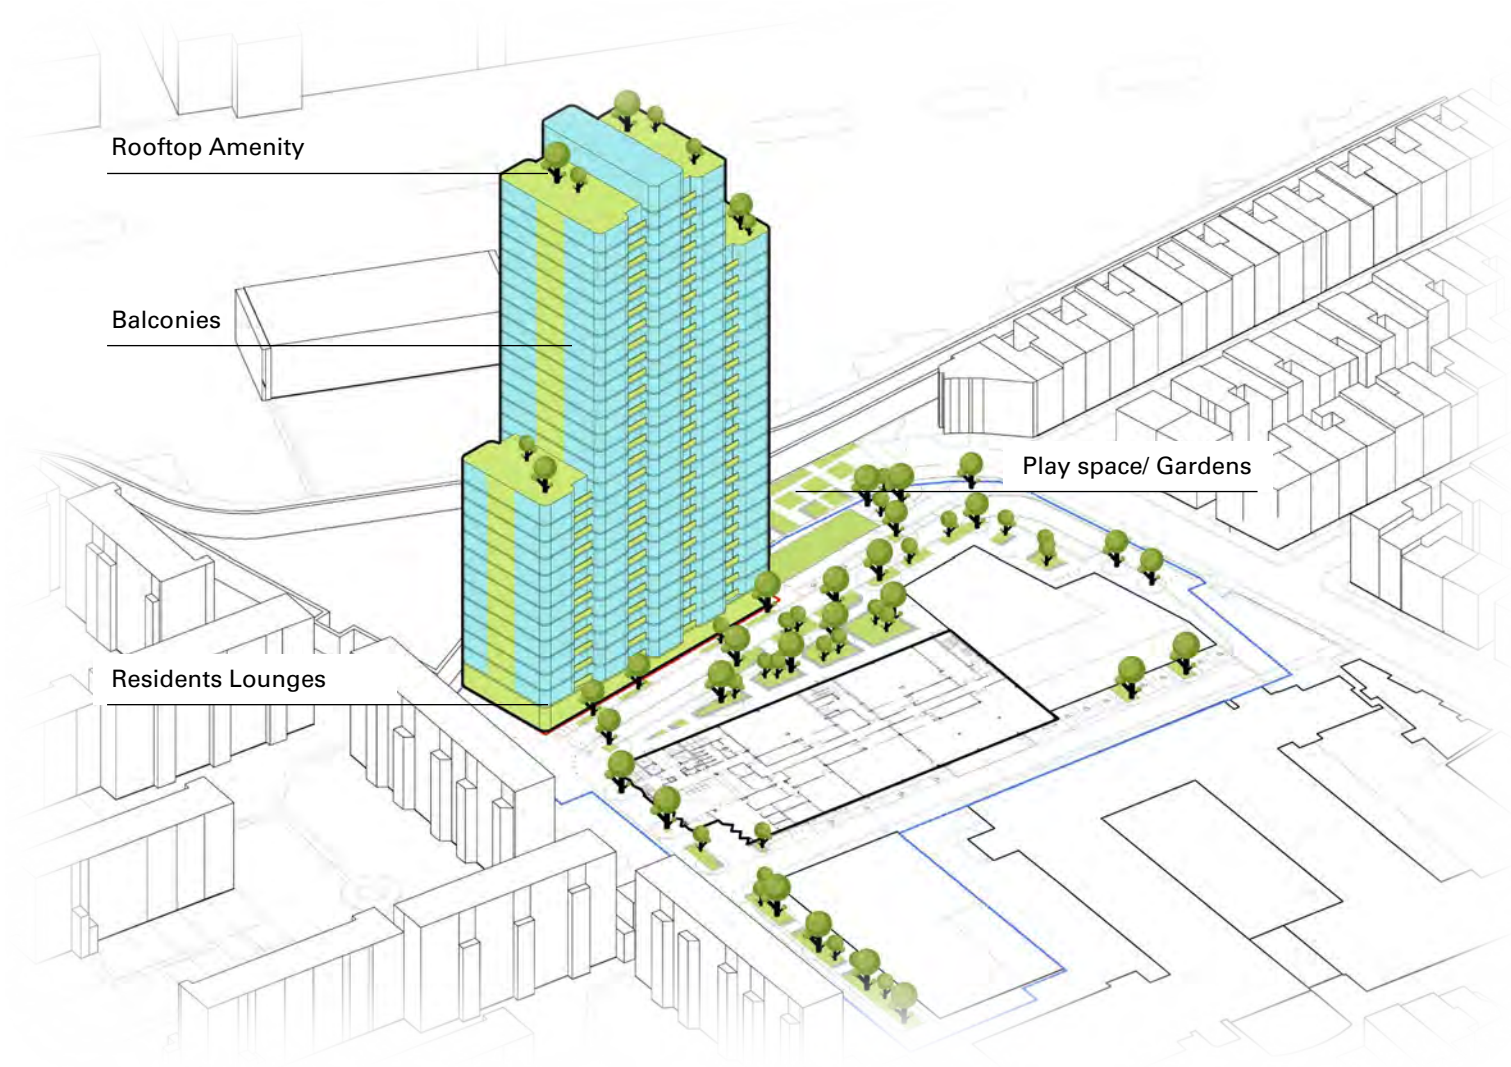 Rooftop Amenity
Balconies
Play space/ Gardens
Residents Lounges